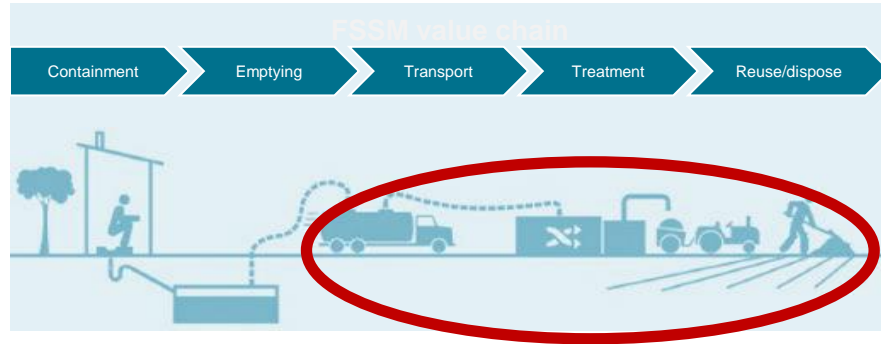 FSSM value chain
Containment
Emptying
Transport
Treatment
Reuse/dispose